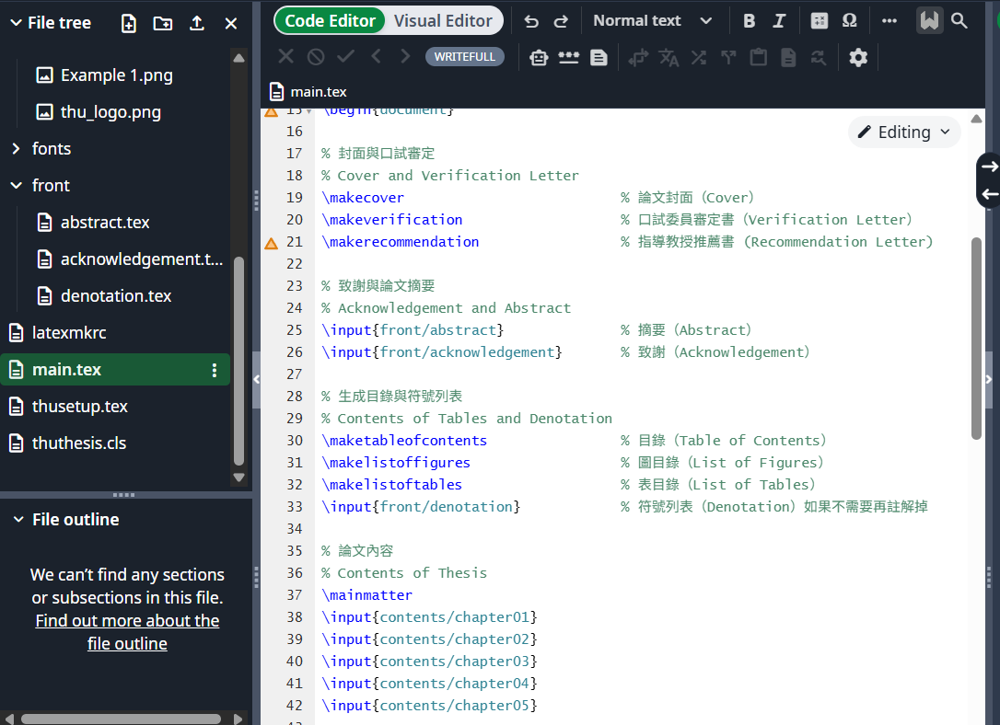 File tree
Code Editor
Visual Editor
Normal text
B
I
Ω
WRITEFULL
main.tex
Editing
Example 1.png
thu_logo.png
fonts
front
abstract.tex
acknowledgement.t...
denotation.tex
latexmkrc
main.tex
thusetup.tex
thuthesis.cls
File outline
We can't find any sections
or subsections in this file.
Find out more about the
file outline
15 \begin{document}
16
17 % 封面與口試審定
18 % Cover and Verification Letter
19 \makecover % 論文封面（Cover）
20 \makeverification % 口試委員審定書（Verification Letter）
21 \makerecommendation % 指導教授推薦書 (Recommendation Letter)
22
23 % 致謝與論文摘要
24 % Acknowledgement and Abstract
25 \input{front/abstract} % 摘要（Abstract）
26 \input{front/acknowledgement} % 致謝（Acknowledgement）
27
28 % 生成目錄與符號列表
29 % Contents of Tables and Denotation
30 \maketableofcontents % 目錄（Table of Contents）
31 \makelistoffigures % 圖目錄（List of Figures）
32 \makelistoftables % 表目錄（List of Tables）
33 \input{front/denotation} % 符號列表（Denotation）如果不需要再註解掉
34
35 % 論文內容
36 % Contents of Thesis
37 \mainmatter
38 \input{contents/chapter01}
39 \input{contents/chapter02}
40 \input{contents/chapter03}
41 \input{contents/chapter04}
42 \input{contents/chapter05}